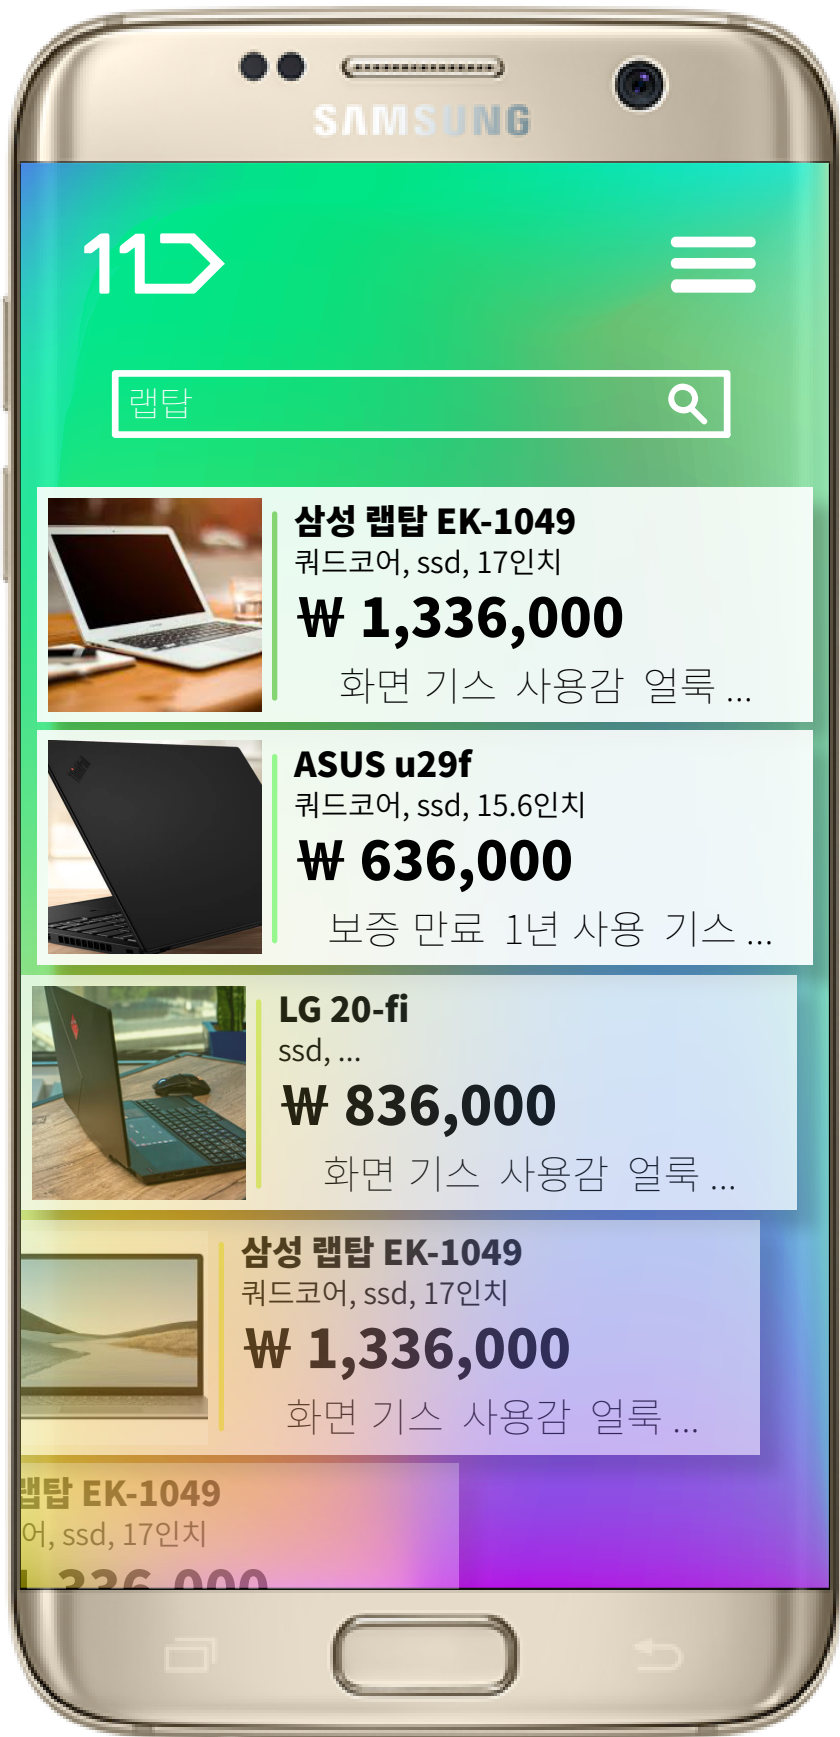 SAMSUNG
11
랩탑
삼성 랩탑 EK-1049
쿼드코어, ssd, 17인치
₩ 1,336,000
화면 기스 사용감 얼룩 ...
ASUS u29f
쿼드코어, ssd, 15.6인치
₩ 636,000
보증 만료 1년 사용 기스 ...
LG 20-fi
ssd, ...
₩ 836,000
화면 기스 사용감 얼룩 ...
삼성 랩탑 EK-1049
쿼드코어, ssd, 17인치
₩ 1,336,000
화면 기스 사용감 얼룩 ...
랩탑 EK-1049
어, ssd, 17인치
1,336,000